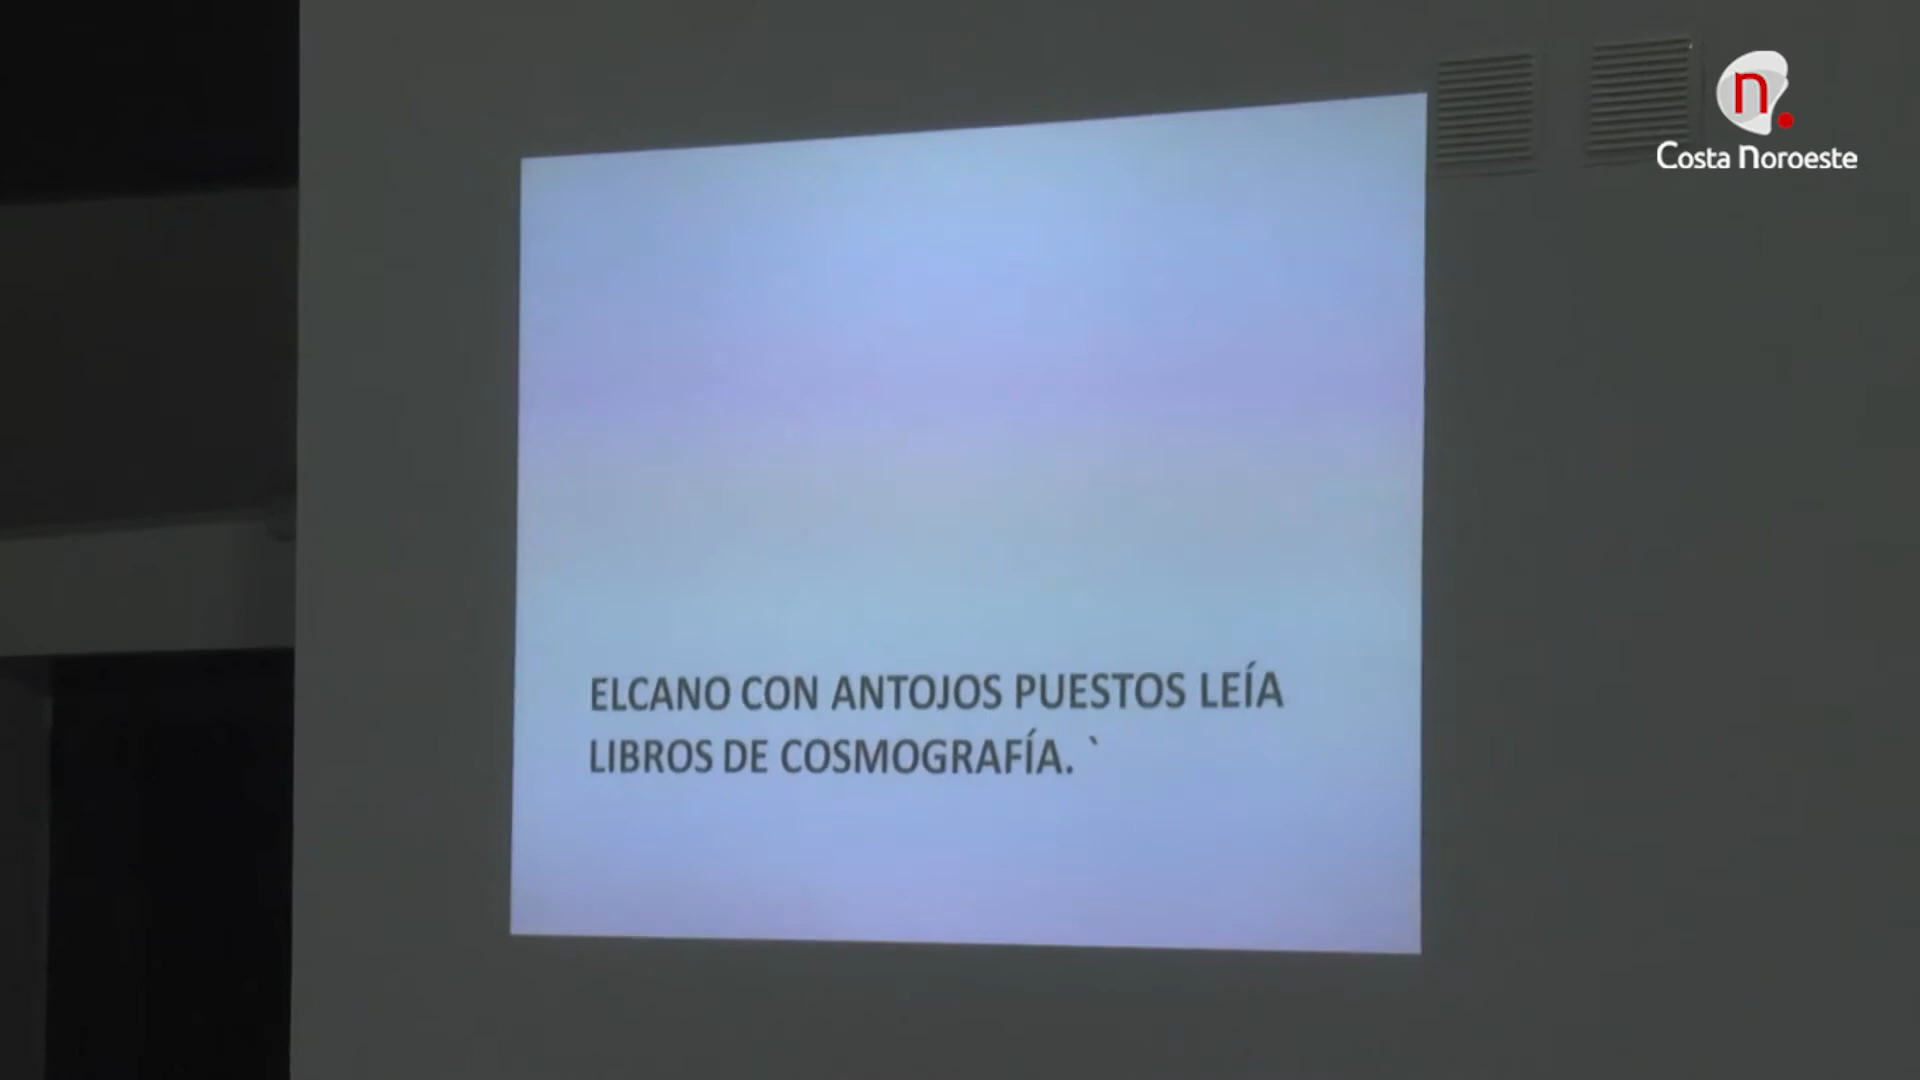 n.
Costa Noroeste
ELCANO CON ANTOJOS PUESTOS LEÍA
LIBROS DE COSMOGRAFÍA. `